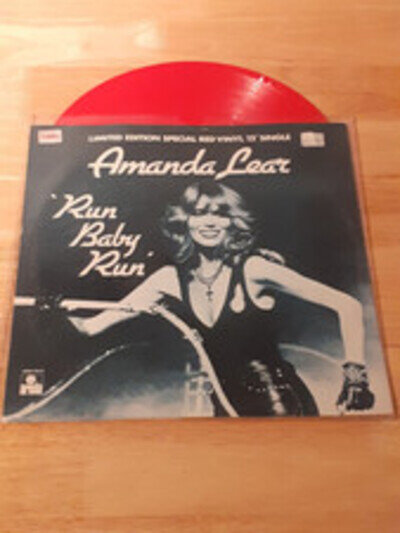 LIMITED EDITION SPECIAL RED VINYL, 12" SINGLE
Amanda Lear
'Run
Baby
Run'